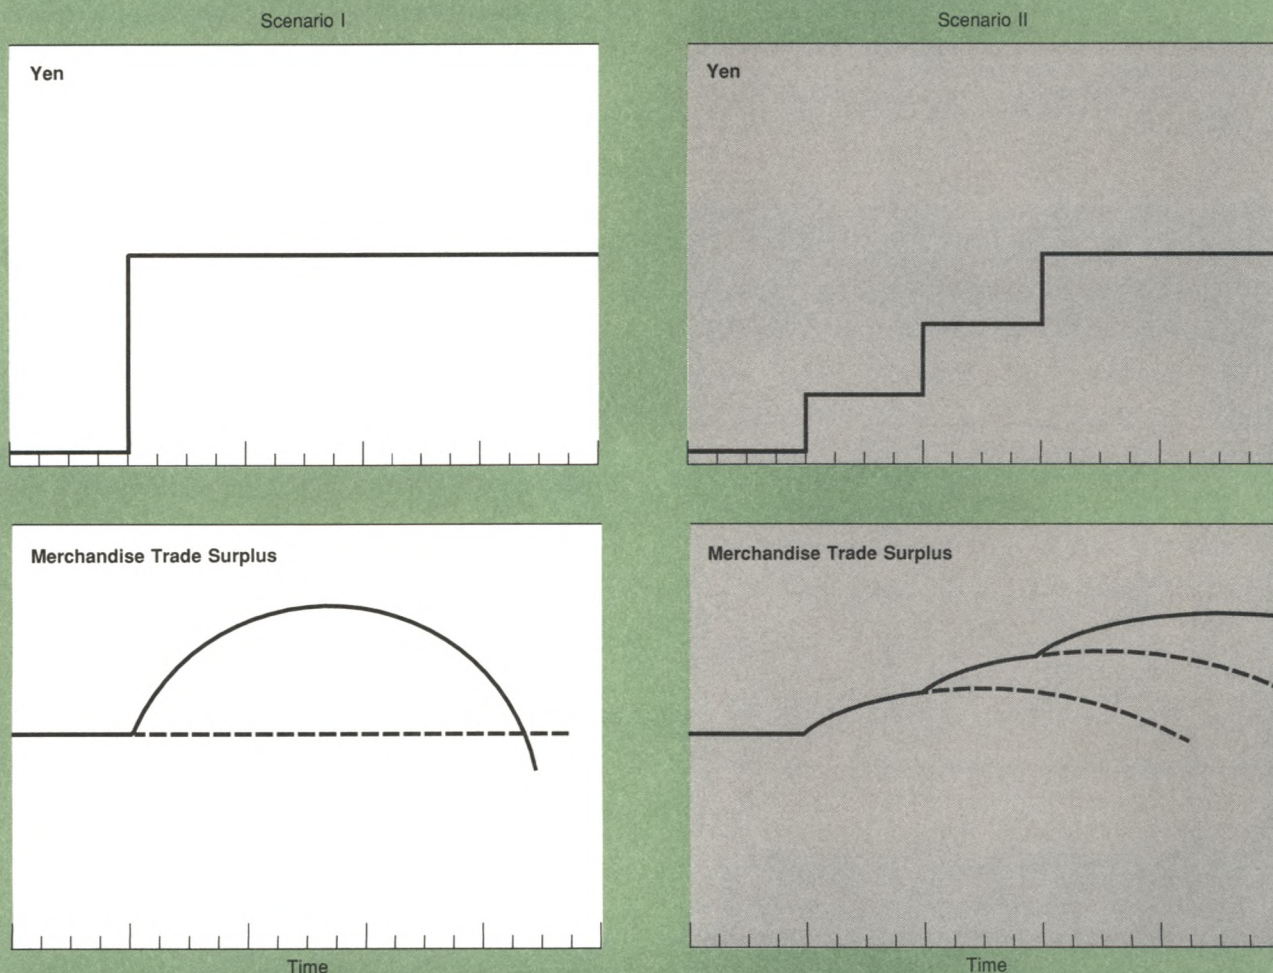 Scenario I
Scenario II
Yen
Yen
Merchandise Trade Surplus
Merchandise Trade Surplus
Time
Time